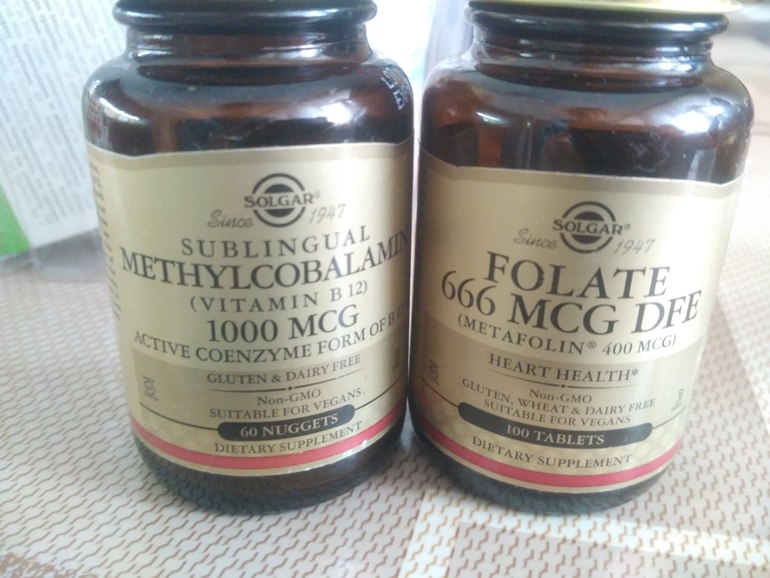 SOLGAR®
Since 1947
SUBLINGUAL
METHYLCOBALAMIN
(VITAMIN B12)
1000 MCG
ACTIVE COENZYME FORM OF B12
GLUTEN & DAIRY FREE
Non-GMO
SUITABLE FOR VEGANS
60 NUGGETS
DIETARY SUPPLEMENT
SOLGAR®
Since 1947
FOLATE
666 MCG DFE
(METAFOLIN® 400 MCG)
HEART HEALTH*
Non-GMO
GLUTEN, WHEAT & DAIRY FREE
SUITABLE FOR VEGANS
100 TABLETS
DIETARY SUPPLEMENT